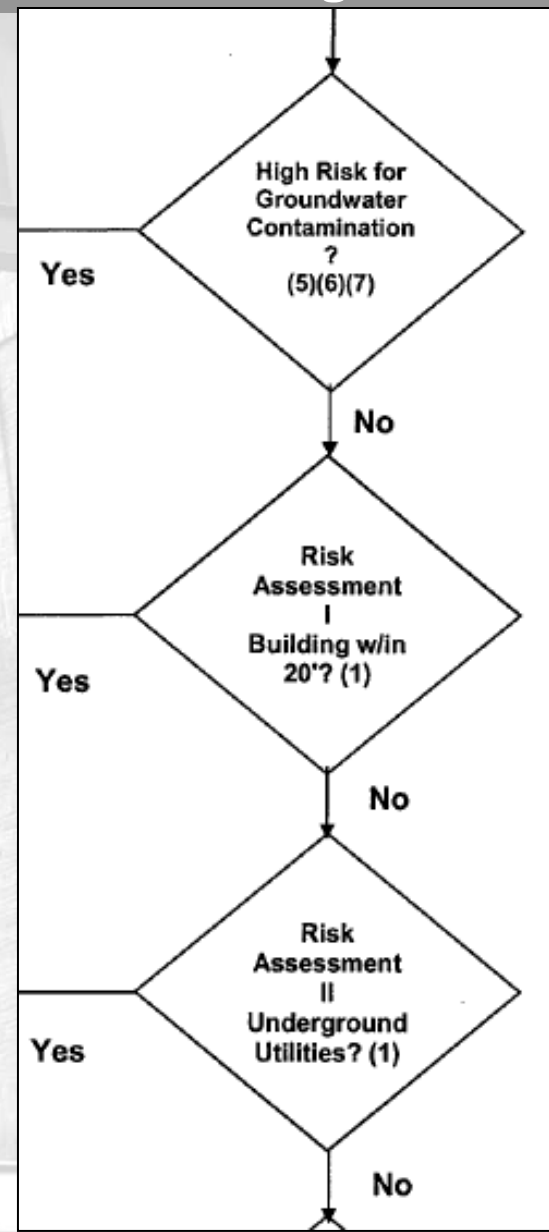 High Risk for
Groundwater
Contamination
?
(5)(6)(7)
Yes
No
Risk
Assessment
I
Building w/in
20'? (1)
Yes
No
Risk
Assessment
II
Underground
Utilities? (1)
Yes
No